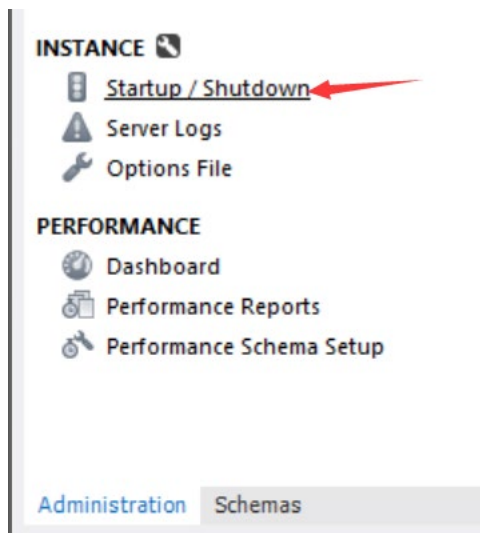 INSTANCE
Startup / Shutdown
Server Logs
Options File
PERFORMANCE
Dashboard
Performance Reports
Performance Schema Setup
Administration Schemas